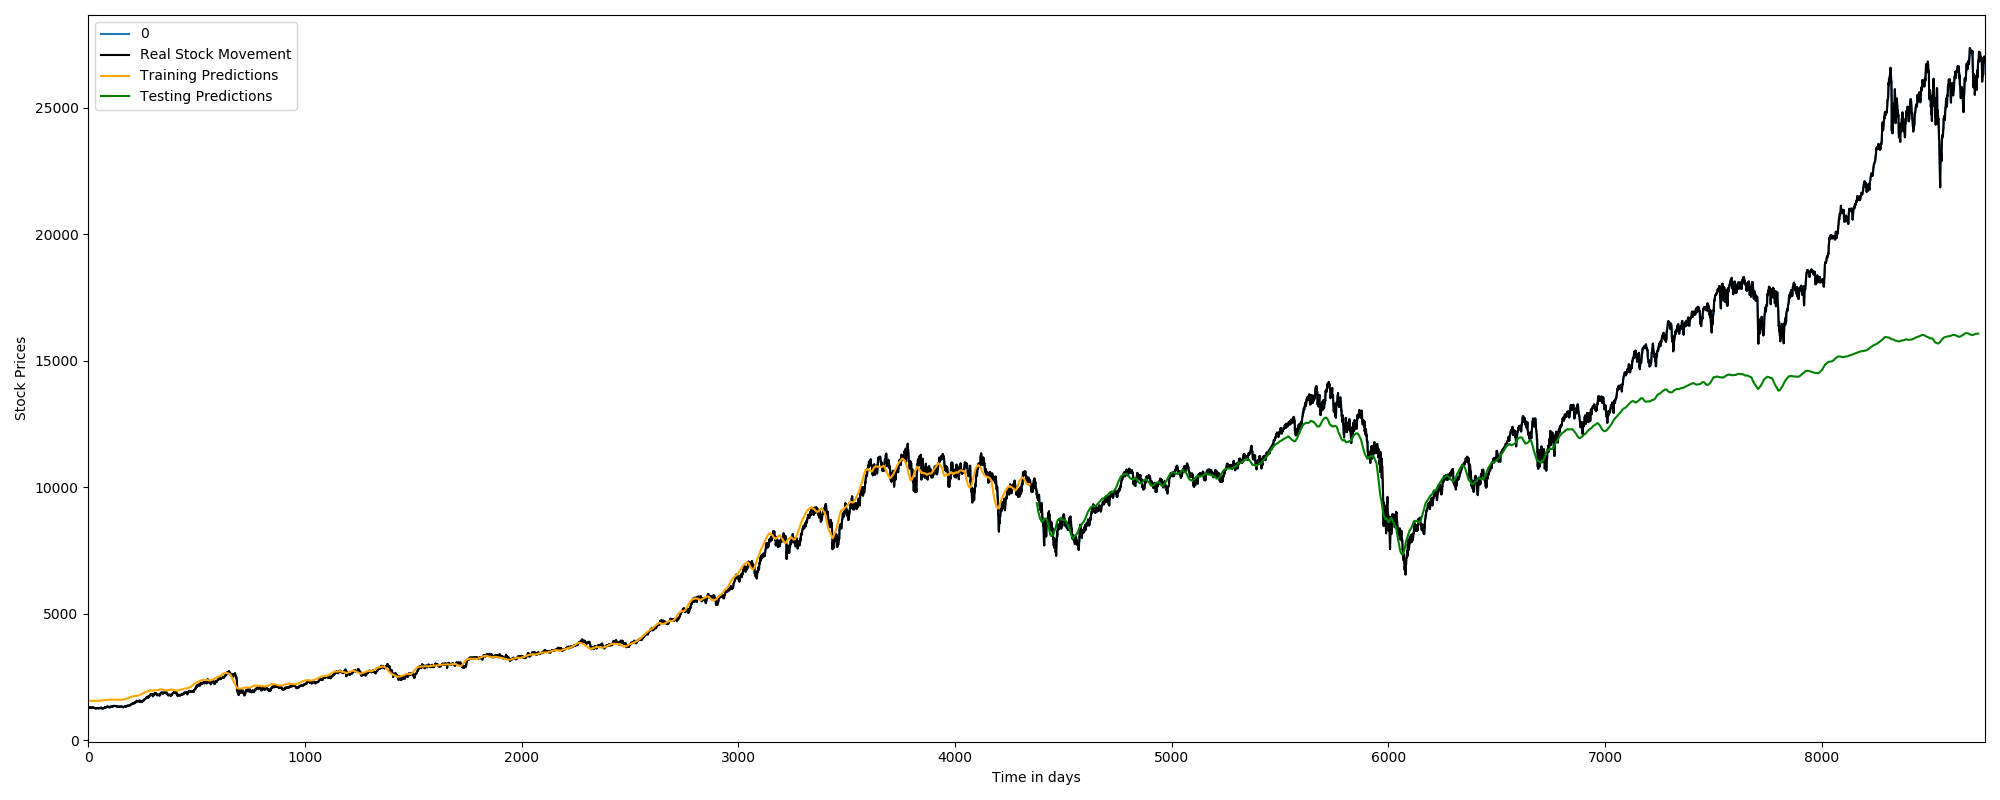 0
Real Stock Movement
Training Predictions
Testing Predictions
25000
20000
15000
10000
5000
0
Stock Prices
0 1000 2000 3000 4000 5000 6000 7000 8000
Time in days